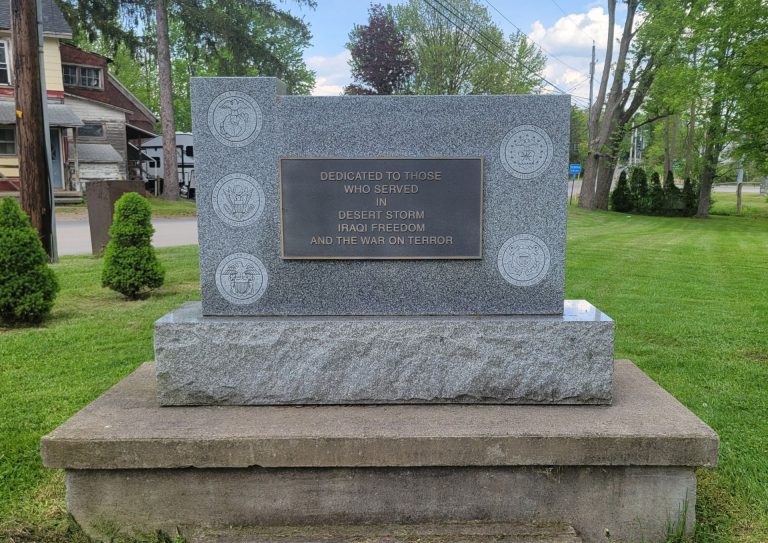 DEDICATED TO THOSE
WHO SERVED
IN
DESERT STORM
IRAQI FREEDOM
AND THE WAR ON TERROR